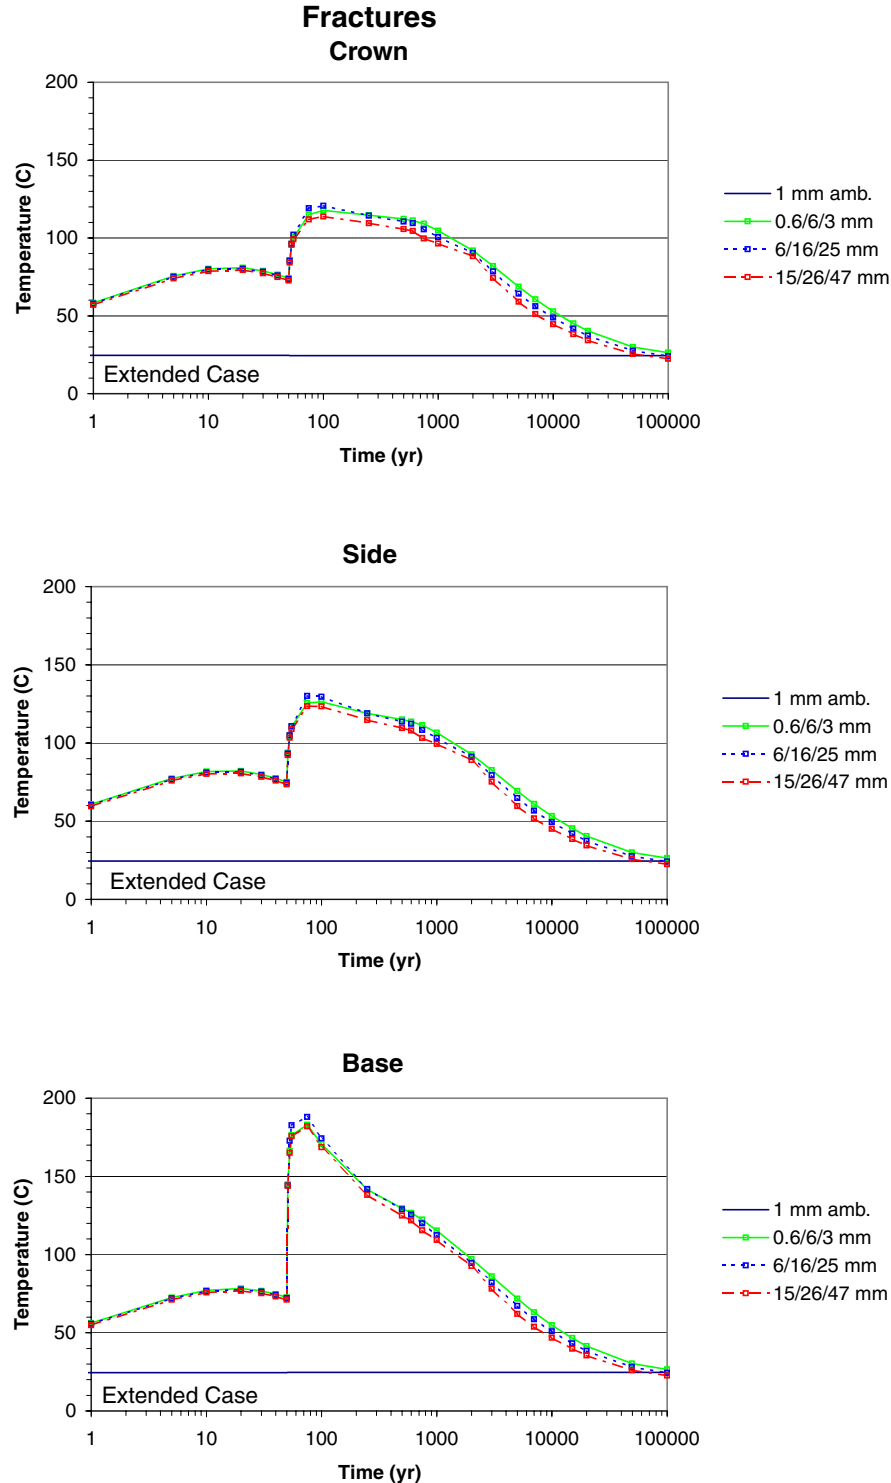 Fractures
Crown
200
150
100
50
0
Temperature (C)
Extended Case
1 10 100 1000 10000 100000
Time (yr)
1 mm amb.
0.6/6/3 mm
6/16/25 mm
15/26/47 mm
Side
200
150
100
50
0
Temperature (C)
Extended Case
1 10 100 1000 10000 100000
Time (yr)
1 mm amb.
0.6/6/3 mm
6/16/25 mm
15/26/47 mm
Base
200
150
100
50
0
Temperature (C)
Extended Case
1 10 100 1000 10000 100000
Time (yr)
1 mm amb.
0.6/6/3 mm
6/16/25 mm
15/26/47 mm